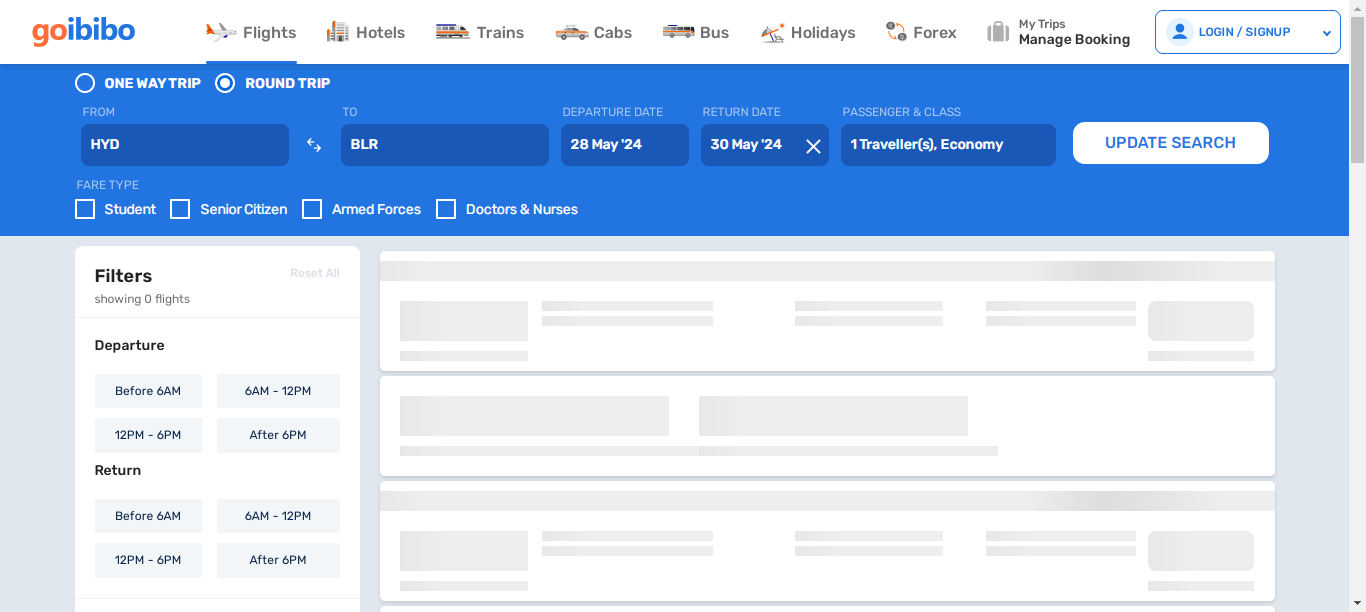 goibibo Flights Hotels Trains Cabs Bus Holidays Forex My Trips Manage Booking LOGIN / SIGNUP
ONE WAY TRIP ROUND TRIP
FROM TO DEPARTURE DATE RETURN DATE PASSENGER & CLASS
HYD BLR 28 May '24 30 May '24 1 Traveller(s), Economy UPDATE SEARCH
FARE TYPE
Student Senior Citizen Armed Forces Doctors & Nurses
Filters Reset All
showing 0 flights
Departure
Before 6AM 6AM - 12PM
12PM - 6PM After 6PM
Return
Before 6AM 6AM - 12PM
12PM - 6PM After 6PM